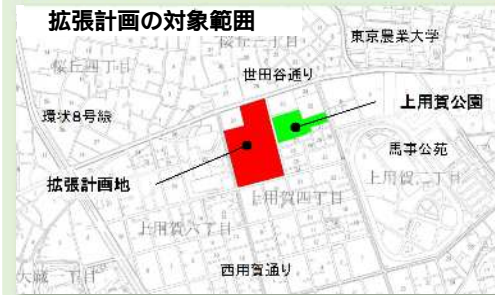 拡張計画の対象範囲
桜丘三丁目
東京農業大学
桜丘四丁目
世田谷通り
環状8号線
上用賀公園
馬事公苑
拡張計画地
上用賀二丁目
上用賀四丁目
上用賀六丁目
西用賀通り